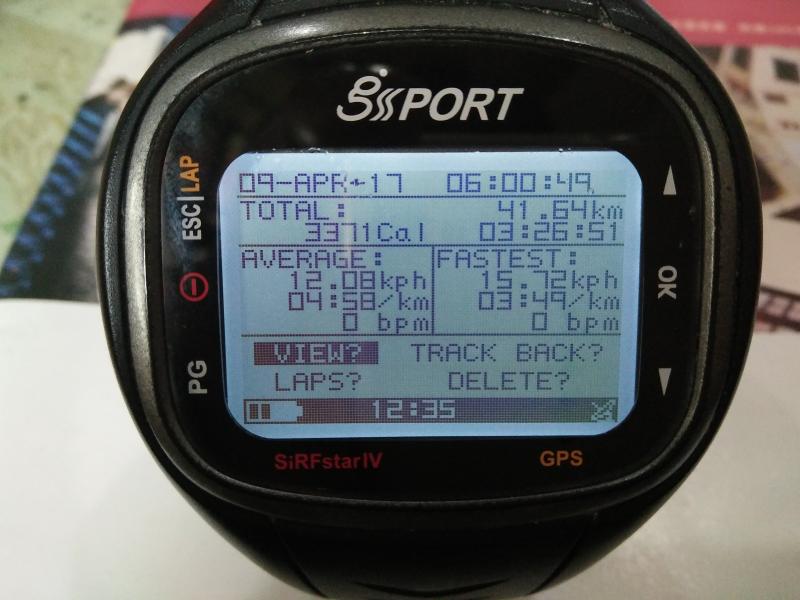 GSSPORT
09-APR-17 06:00:49
TOTAL: 41.64km
3371Cal 03:26:51
AVERAGE: FASTEST:
12.08kph 15.72kph
04:58/km 03:49/km
0 bpm 0 bpm
VIEW? TRACK BACK?
LAPS? DELETE?
12:35
ESC|LAP
PG
OK
SiRFstarIV GPS